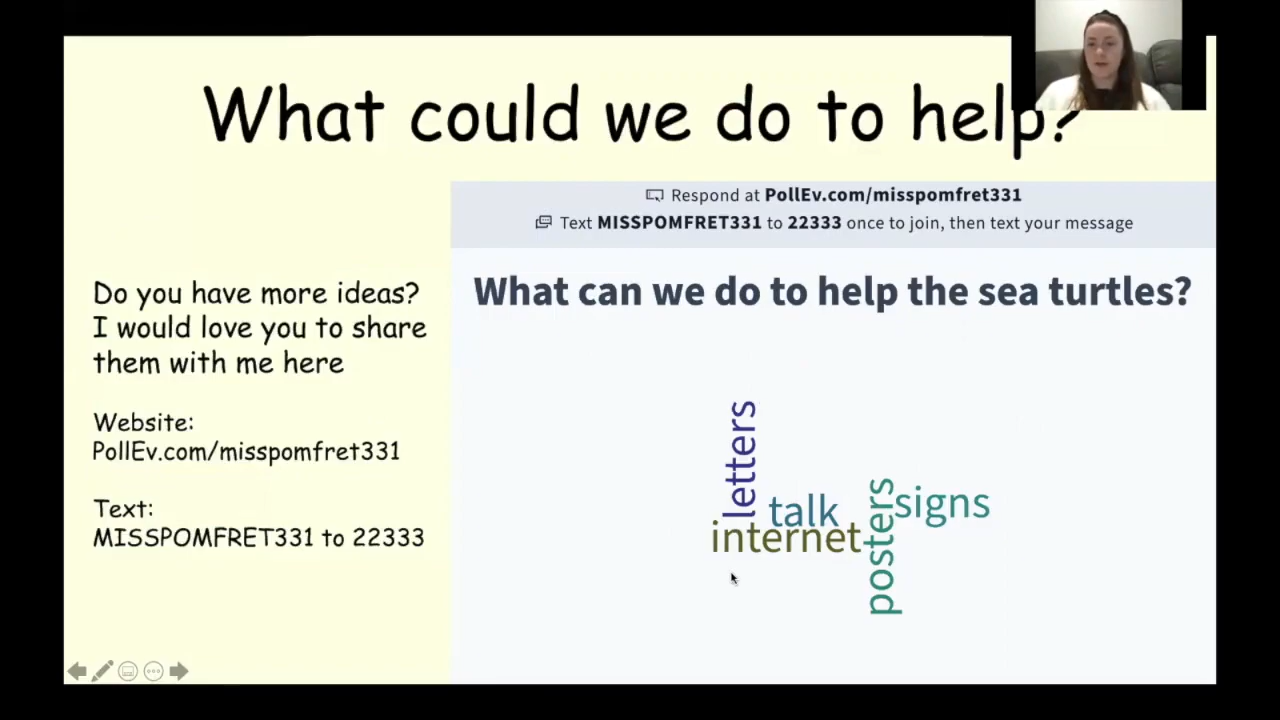 What could we do to help?
Respond at PollEv.com/misspomfret331
Text MISSPOMFRET331 to 22333 once to join, then text your message
What can we do to help the sea turtles?
Do you have more ideas?
I would love you to share
them with me here
Website:
PollEv.com/misspomfret331
Text:
MISSPOMFRET331 to 22333
letters
talk
signs
internet
posters